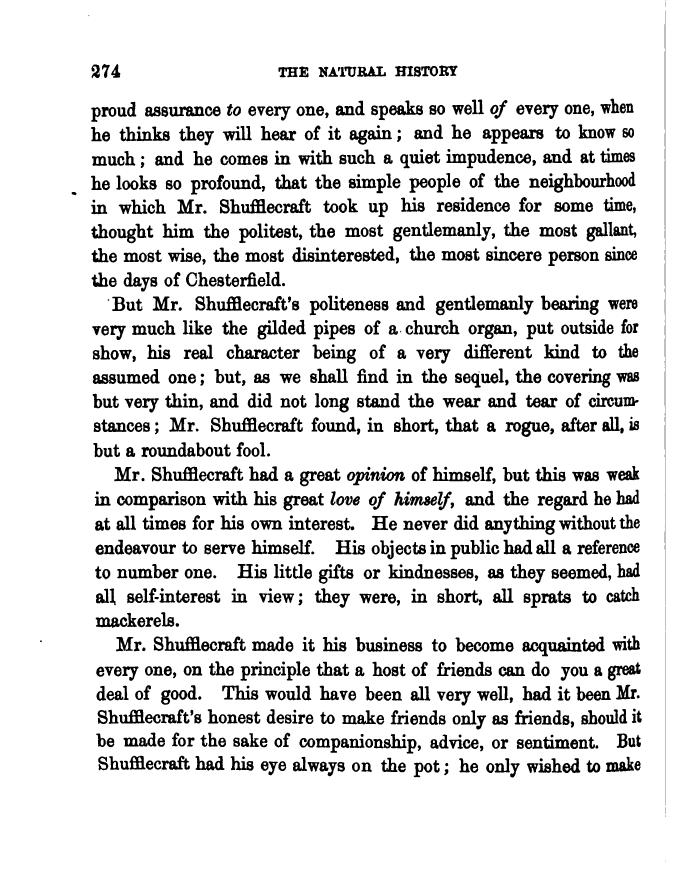 274 THE NATURAL HISTORY
proud assurance to every one, and speaks so well of every one, when
he thinks they will hear of it again; and he appears to know so
much; and he comes in with such a quiet impudence, and at times
he looks so profound, that the simple people of the neighbourhood
in which Mr. Shufflecraft took up his residence for some time,
thought him the politest, the most gentlemanly, the most gallant,
the most wise, the most disinterested, the most sincere person since
the days of Chesterfield.
But Mr. Shufflecraft's politeness and gentlemanly bearing were
very much like the gilded pipes of a church organ, put outside for
show, his real character being of a very different kind to the
assumed one; but, as we shall find in the sequel, the covering was
but very thin, and did not long stand the wear and tear of circum-
stances; Mr. Shufflecraft found, in short, that a rogue, after all, is
but a roundabout fool.
Mr. Shufflecraft had a great opinion of himself, but this was weak
in comparison with his great love of himself, and the regard he had
at all times for his own interest. He never did anything without the
endeavour to serve himself. His objects in public had all a reference
to number one. His little gifts or kindnesses, as they seemed, had
all self-interest in view; they were, in short, all sprats to catch
mackerels.
Mr. Shufflecraft made it his business to become acquainted with
every one, on the principle that a host of friends can do you a great
deal of good. This would have been all very well, had it been Mr.
Shufflecraft's honest desire to make friends only as friends, should it
be made for the sake of companionship, advice, or sentiment. But
Shufflecraft had his eye always on the pot; he only wished to make